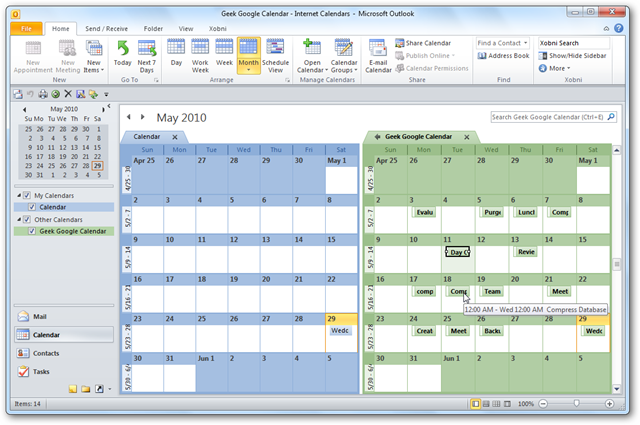 Geek Google Calendar - Internet Calendars - Microsoft Outlook
File Home Send / Receive Folder View Xobni
New Appointment
New Meeting
New Items
New
Today
Next 7 Days
Go To
Day
Work Week
Week
Month
Schedule View
Arrange
Open Calendar
Calendar Groups
Manage Calendars
E-mail Calendar
Share Calendar
Publish Online
Calendar Permissions
Share
Find a Contact
Address Book
Find
Xobni Search
Show/Hide Sidebar
More
Xobni
May 2010
Su Mo Tu We Th Fr Sa
25 26 27 28 29 30 1
2 3 4 5 6 7 8
9 10 11 12 13 14 15
16 17 18 19 20 21 22
23 24 25 26 27 28 29
30 31 1 2 3 4 5
My Calendars
Calendar
Other Calendars
Geek Google Calendar
Mail
Calendar
Contacts
Tasks
May 2010
Search Geek Google Calendar (Ctrl+E)
Calendar
Sun Mon Tue Wed Thu Fri Sat
4/25 - 30 Apr 25 26 27 28 29 30 May 1
5/2 - 7 2 3 4 5 6 7 8
5/9 - 14 9 10 11 12 13 14 15
5/16 - 21 16 17 18 19 20 21 22
5/23 - 28 23 24 25 26 27 28 29
Wedc
5/30 - 6/4 30 31 Jun 1 2 3 4 5
Geek Google Calendar
Sun Mon Tue Wed Thu Fri Sat
4/25 - 30 Apr 25 26 27 28 29 30 May 1
5/2 - 7 2 3 4 5 6 7 8
Evalu Purge Lunch Comp
5/9 - 14 9 10 11 12 13 14 15
Day Revie
5/16 - 21 16 17 18 19 20 21 22
comp Comp Team Meet
12:00 AM - Wed 12:00 AM Compress Database
5/23 - 28 23 24 25 26 27 28 29
Creat Meet Backu Wedc
5/30 - 6/4 30 31 Jun 1 2 3 4 5
Items: 14
100%